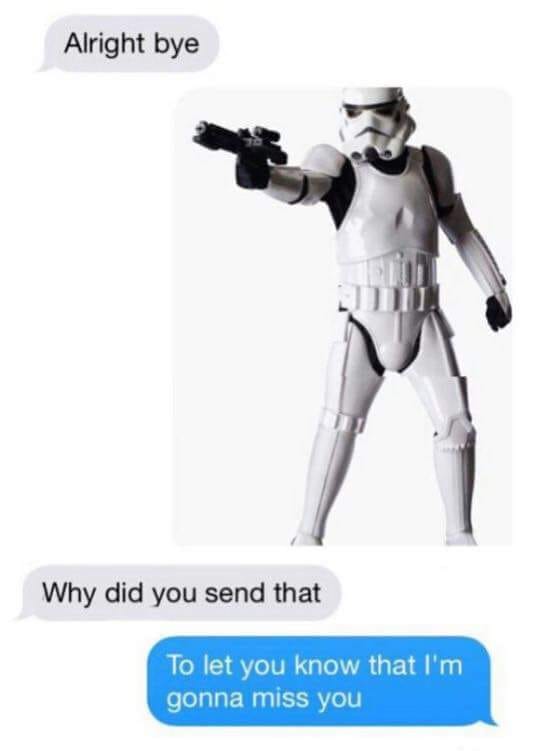 Alright bye
Why did you send that
To let you know that I'm
gonna miss you